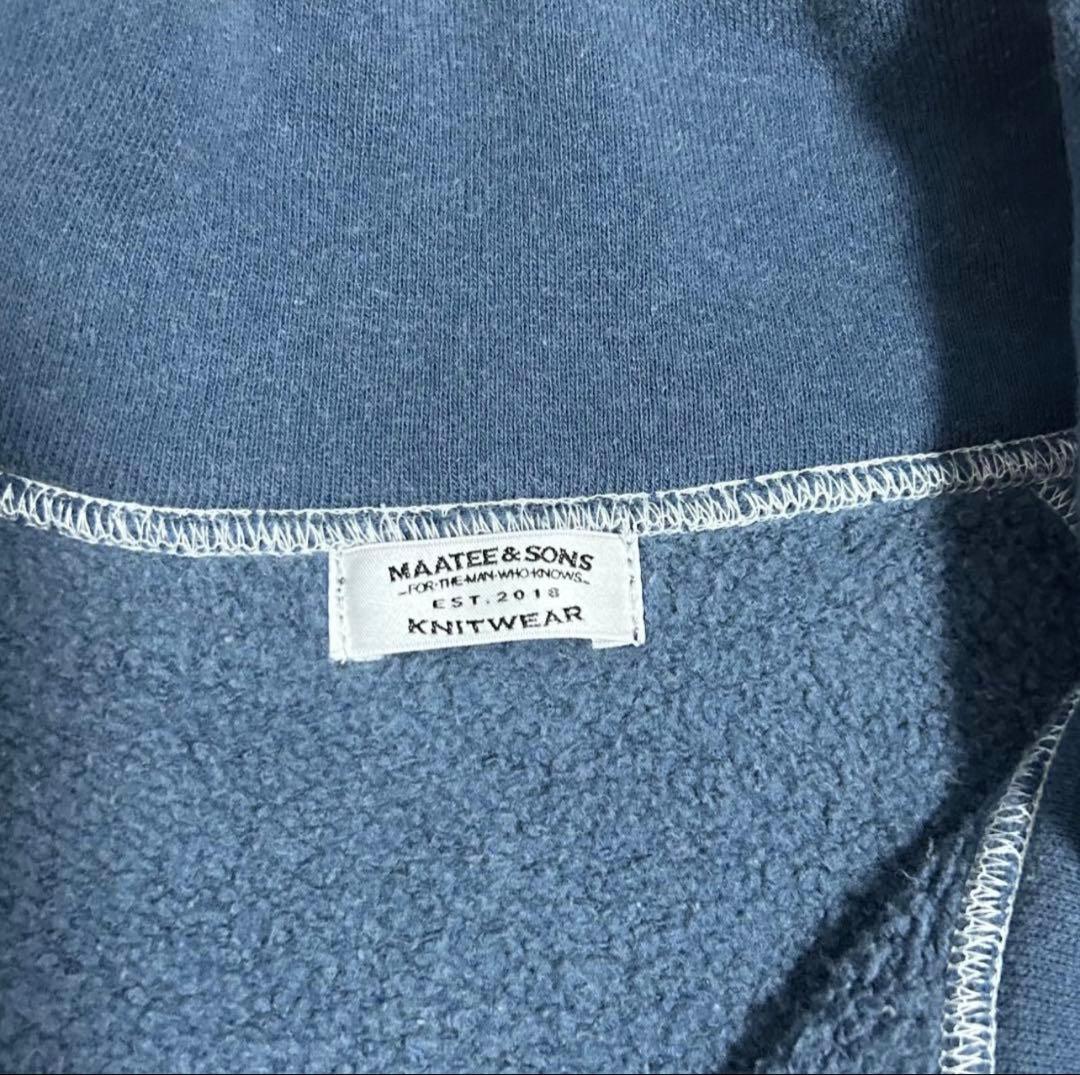 MAATEE & SONS
FOR·THE·MAN·WHO·KNOWS
EST. 2018
KNITWEAR